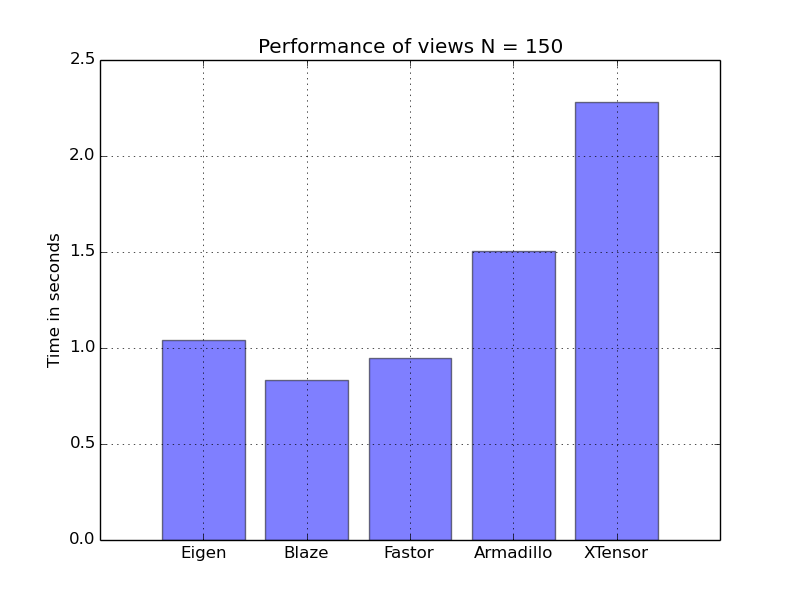 Performance of views N = 150
2.5
2.0
1.5
1.0
0.5
0.0
Time in seconds
Eigen Blaze Fastor Armadillo XTensor